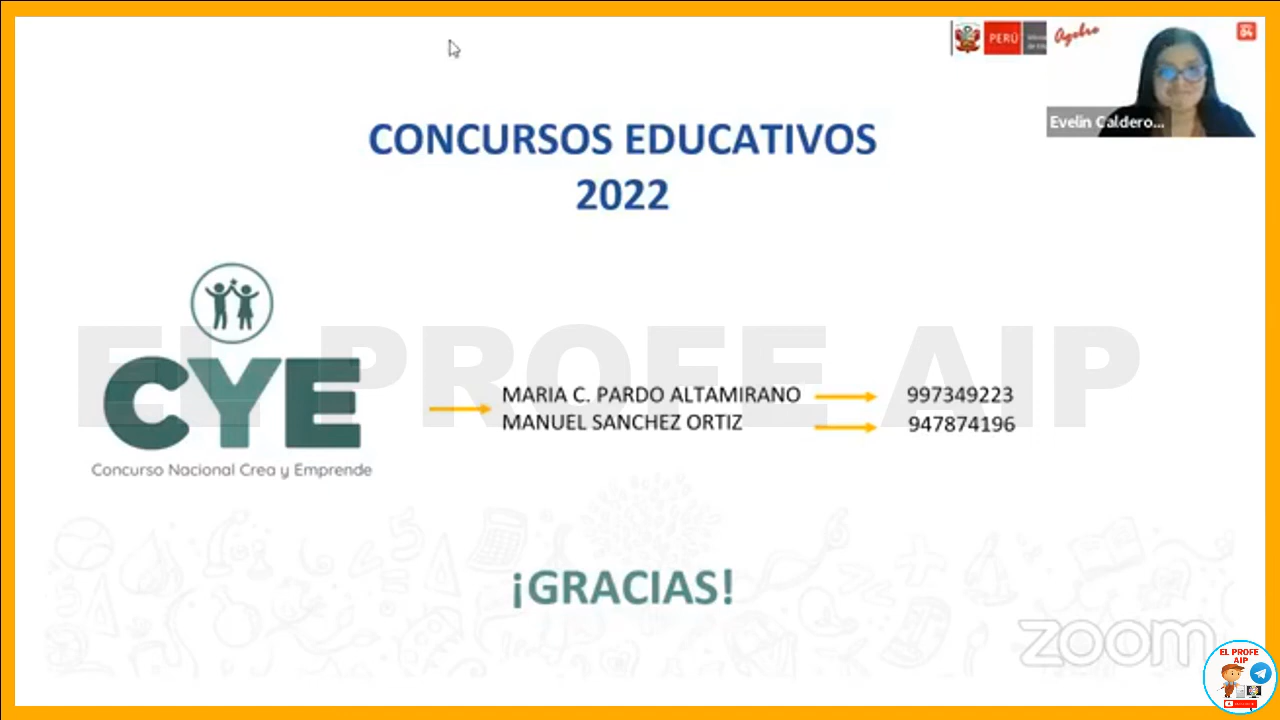 PERÚ
Evelin Caldero...
CONCURSOS EDUCATIVOS
2022
EL PROFE AIP
CYE
Concurso Nacional Crea y Emprende
MARIA C. PARDO ALTAMIRANO 997349223
MANUEL SANCHEZ ORTIZ 947874196
¡GRACIAS!
zoom
EL PROFE
AIP